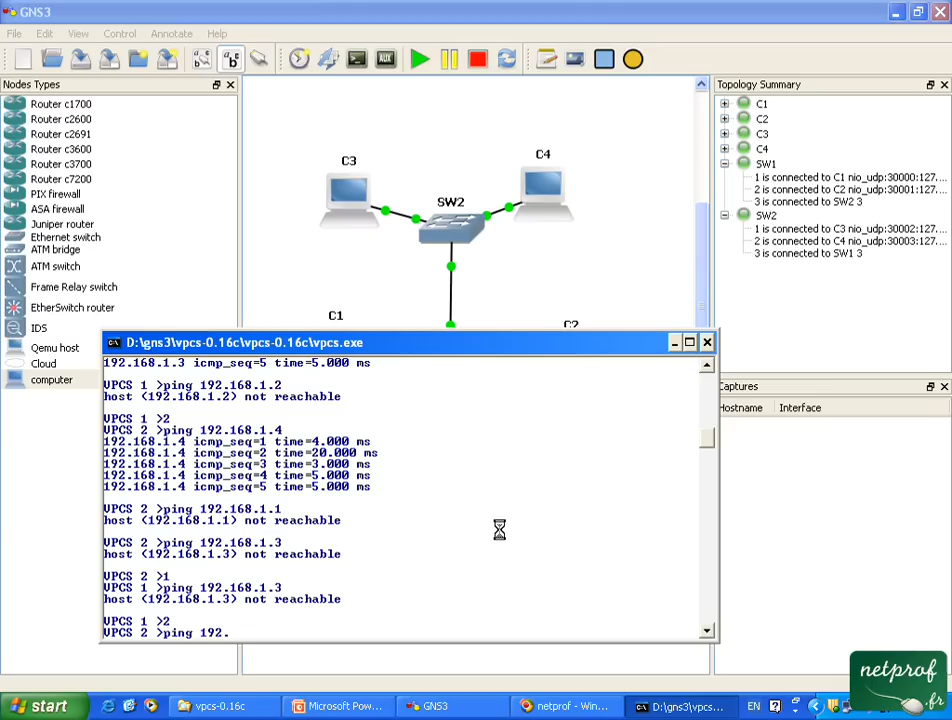 GNS3
File Edit View Control Annotate Help
Nodes Types
Router c1700
Router c2600
Router c2691
Router c3600
Router c3700
Router c7200
PIX firewall
ASA firewall
Juniper router
Ethernet switch
ATM bridge
ATM switch
Frame Relay switch
EtherSwitch router
IDS
Qemu host
Cloud
computer
AUX
C3
C4
SW2
C1
C2
Topology Summary
C1
C2
C3
C4
SW1
1 is connected to C1 nio_udp:30000:127....
2 is connected to C2 nio_udp:30001:127....
3 is connected to SW2 3
SW2
1 is connected to C3 nio_udp:30002:127....
2 is connected to C4 nio_udp:30003:127....
3 is connected to SW1 3
Captures
Hostname Interface
D:\gns3\vpcs-0.16c\vpcs-0.16c\vpcs.exe
192.168.1.3 icmp_seq=5 time=5.000 ms
VPCS 1 >ping 192.168.1.2
host (192.168.1.2) not reachable
VPCS 1 >2
VPCS 2 >ping 192.168.1.4
192.168.1.4 icmp_seq=1 time=4.000 ms
192.168.1.4 icmp_seq=2 time=20.000 ms
192.168.1.4 icmp_seq=3 time=3.000 ms
192.168.1.4 icmp_seq=4 time=5.000 ms
192.168.1.4 icmp_seq=5 time=5.000 ms
VPCS 2 >ping 192.168.1.1
host (192.168.1.1) not reachable
VPCS 2 >ping 192.168.1.3
host (192.168.1.3) not reachable
VPCS 2 >1
VPCS 1 >ping 192.168.1.3
host (192.168.1.3) not reachable
VPCS 1 >2
VPCS 2 >ping 192.
netprof
.fr
start
vpcs-0.16c
Microsoft Pow...
GNS3
netprof - Win...
D:\gns3\vpcs...
EN